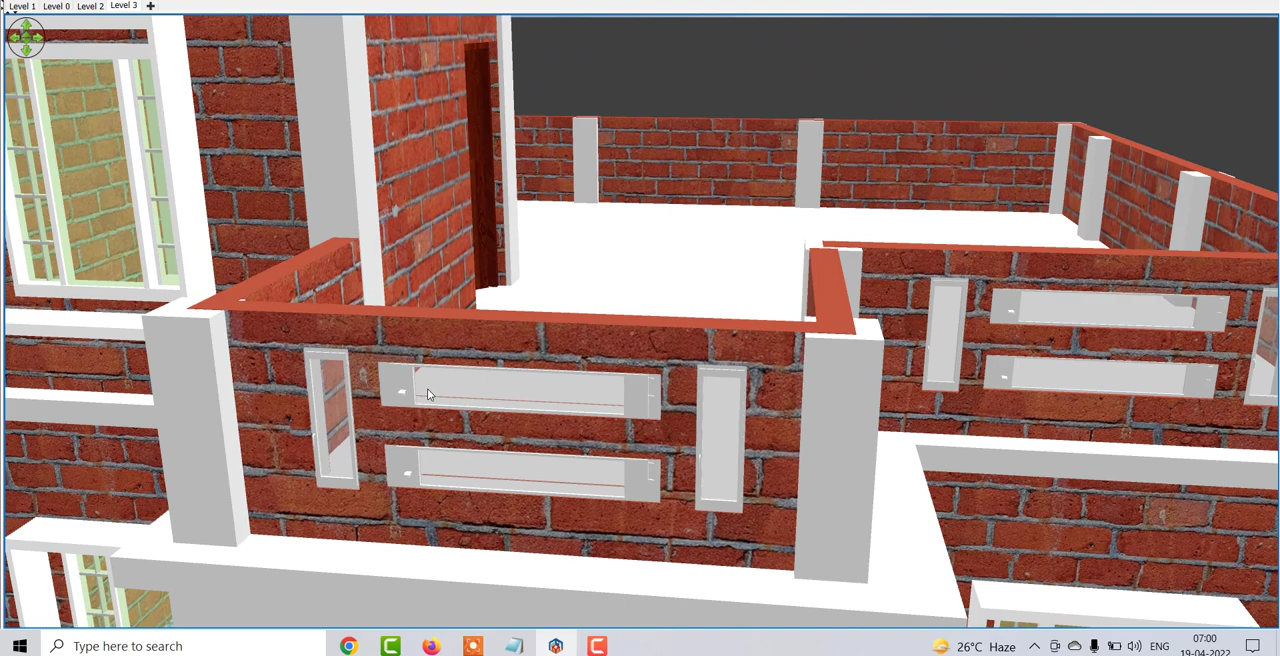 Level 1 Level 0 Level 2 Level 3
Type here to search
26°C Haze ENG
07:00
19-04-2022